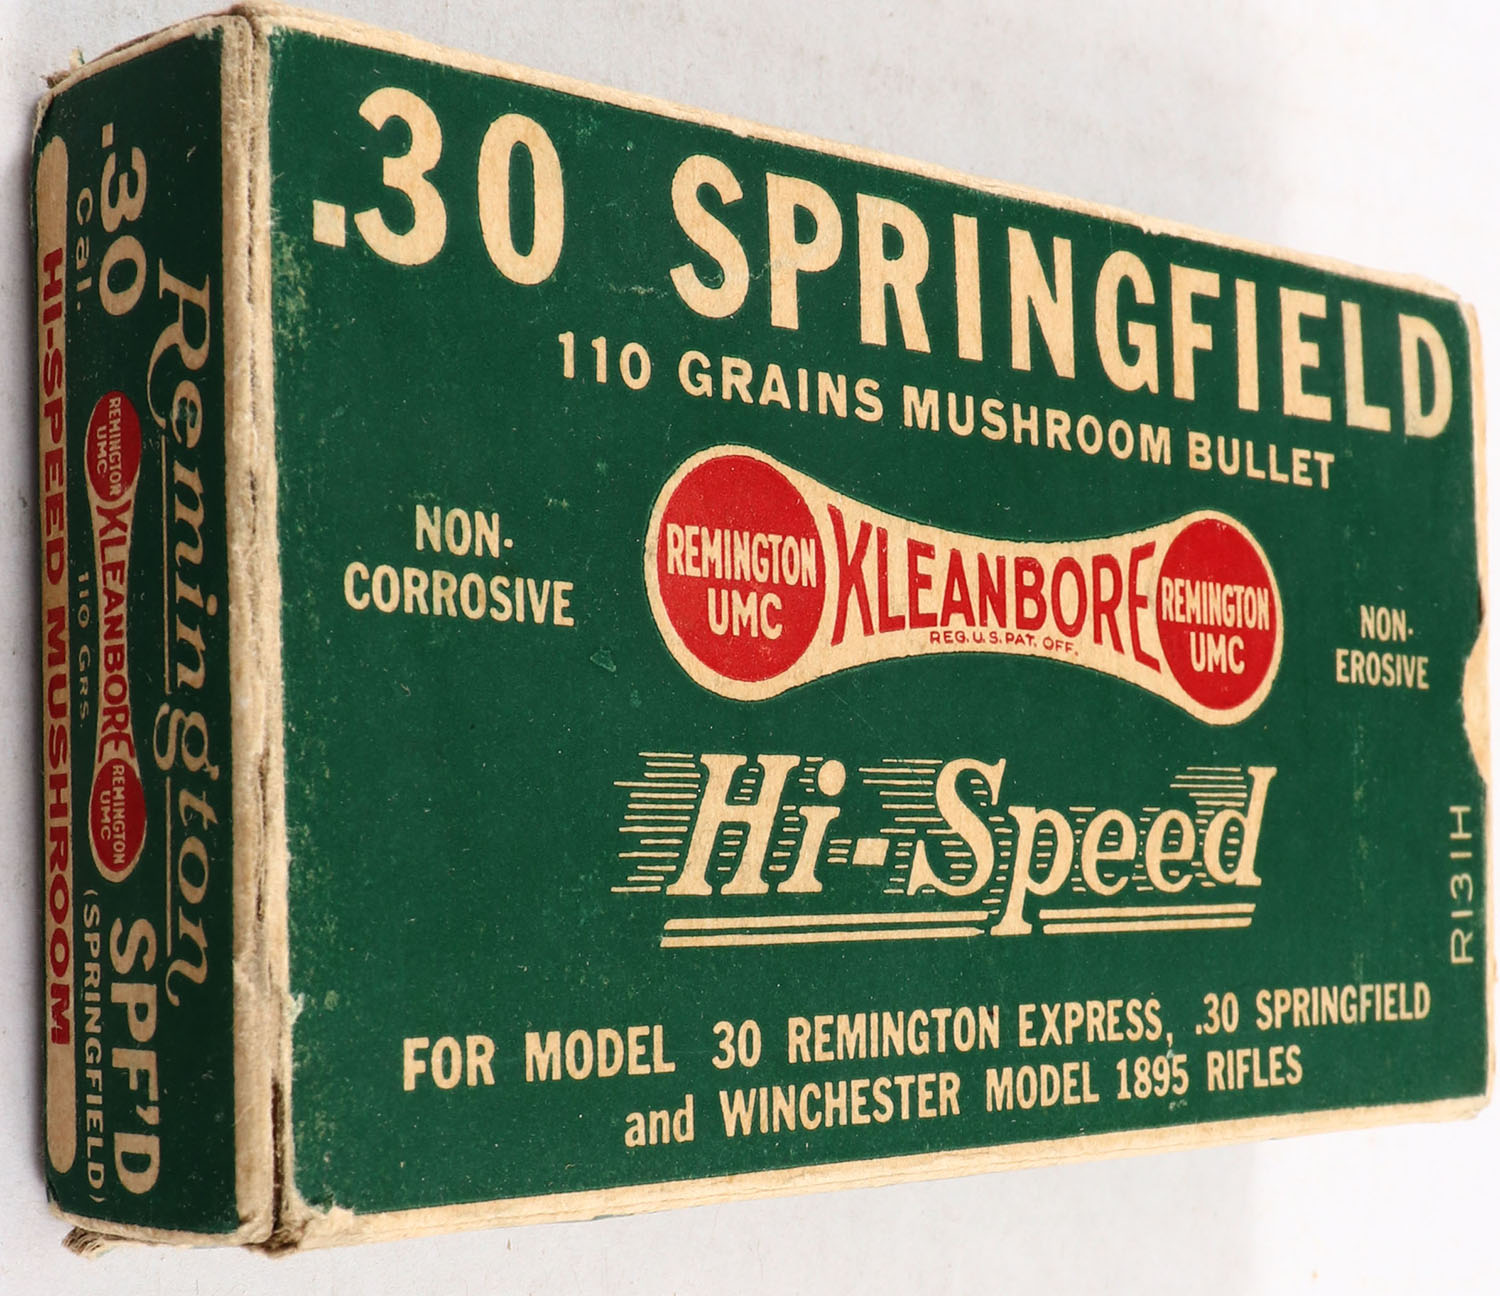 .30 SPRINGFIELD
110 GRAINS MUSHROOM BULLET
NON-
CORROSIVE
REMINGTON
UMC
KLEANBORE
REG. U.S. PAT. OFF.
REMINGTON
UMC
NON-
EROSIVE
Hi-Speed
R131H
FOR MODEL 30 REMINGTON EXPRESS, .30 SPRINGFIELD
and WINCHESTER MODEL 1895 RIFLES
Remington
.30
Cal.
REMINGTON
UMC
KLEANBORE
REMINGTON
UMC
110 GRS.
SPF'D
(SPRINGFIELD)
HI-SPEED MUSHROOM